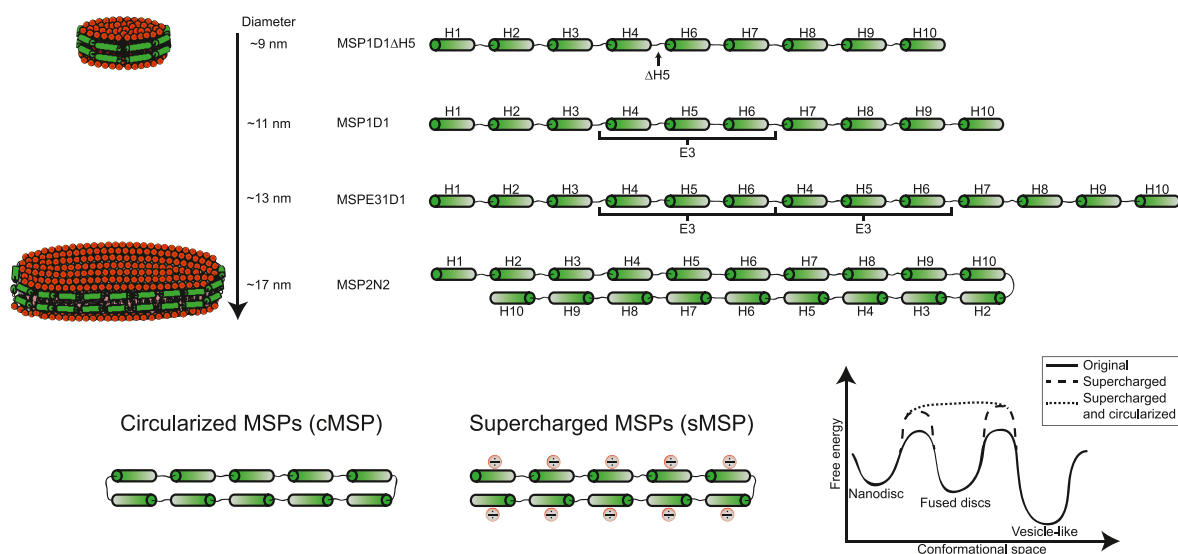 Diameter
~9 nm
MSP1D1ΔH5
H1 H2 H3 H4 H6 H7 H8 H9 H10
ΔH5
~11 nm
MSP1D1
H1 H2 H3 H4 H5 H6 H7 H8 H9 H10
E3
~13 nm
MSPE31D1
H1 H2 H3 H4 H5 H6 H4 H5 H6 H7 H8 H9 H10
E3 E3
~17 nm
MSP2N2
H1 H2 H3 H4 H5 H6 H7 H8 H9 H10
H10 H9 H8 H7 H6 H5 H4 H3 H2
Circularized MSPs (cMSP)
Supercharged MSPs (sMSP)
Original
Supercharged
Supercharged
and circularized
Free energy
Nanodisc
Fused discs
Vesicle-like
Conformational space